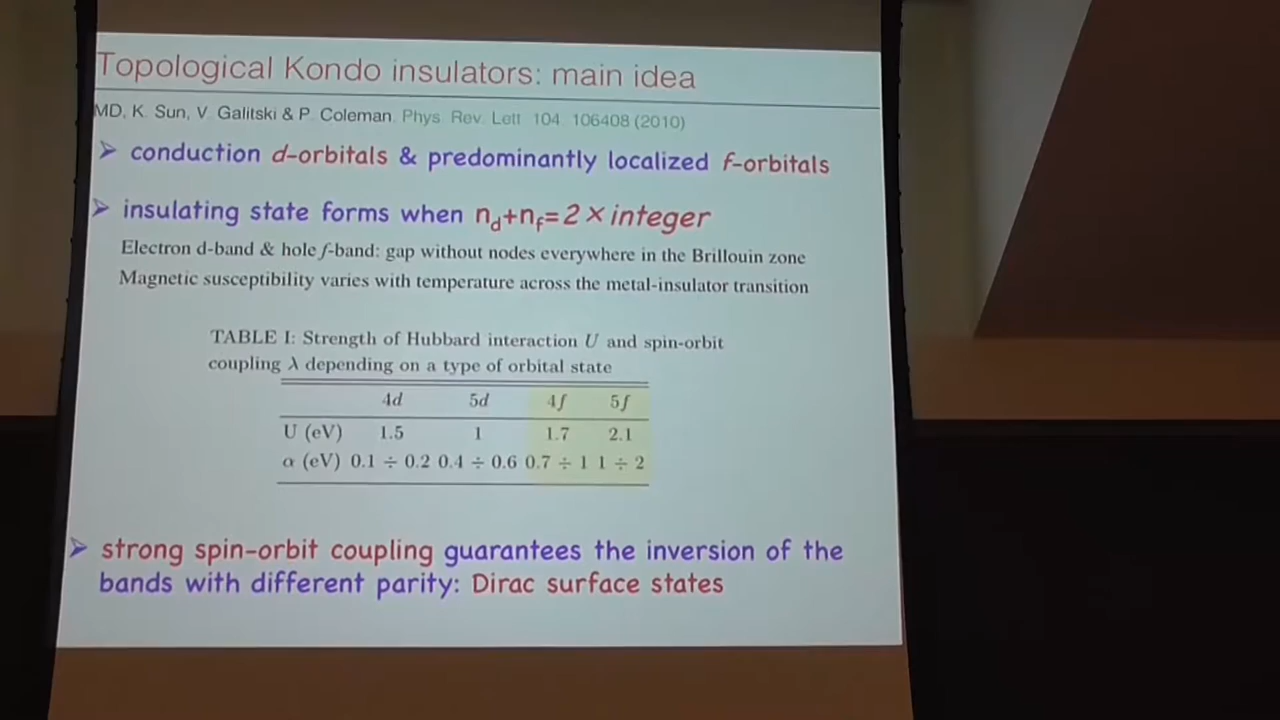 Topological Kondo insulators: main idea
MD, K. Sun, V. Galitski & P. Coleman, Phys. Rev. Lett. 104, 106408 (2010)
➤ conduction d-orbitals & predominantly localized f-orbitals
➤ insulating state forms when n_d+n_f=2 × integer
Electron d-band & hole f-band: gap without nodes everywhere in the Brillouin zone
Magnetic susceptibility varies with temperature across the metal-insulator transition
TABLE I: Strength of Hubbard interaction U and spin-orbit
coupling λ depending on a type of orbital state
4d 5d 4f 5f
U (eV) 1.5 1 1.7 2.1
α (eV) 0.1 ÷ 0.2 0.4 ÷ 0.6 0.7 ÷ 1 1 ÷ 2
➤ strong spin-orbit coupling guarantees the inversion of the
bands with different parity: Dirac surface states